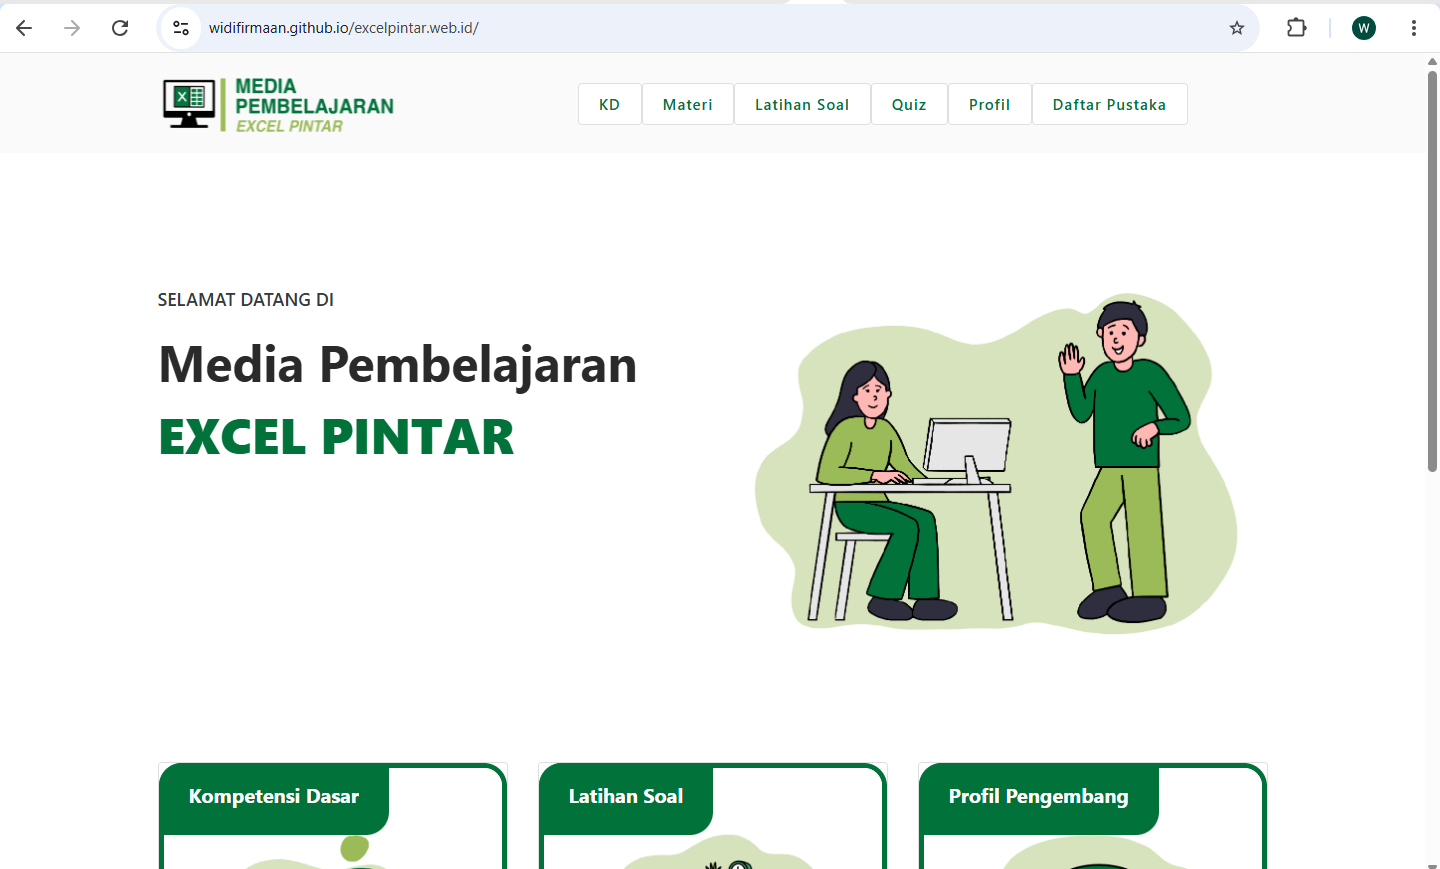 widifirmaan.github.io/excelpintar.web.id/
W
MEDIA
PEMBELAJARAN
EXCEL PINTAR
KD
Materi
Latihan Soal
Quiz
Profil
Daftar Pustaka
SELAMAT DATANG DI
Media Pembelajaran
EXCEL PINTAR
Kompetensi Dasar
Latihan Soal
Profil Pengembang